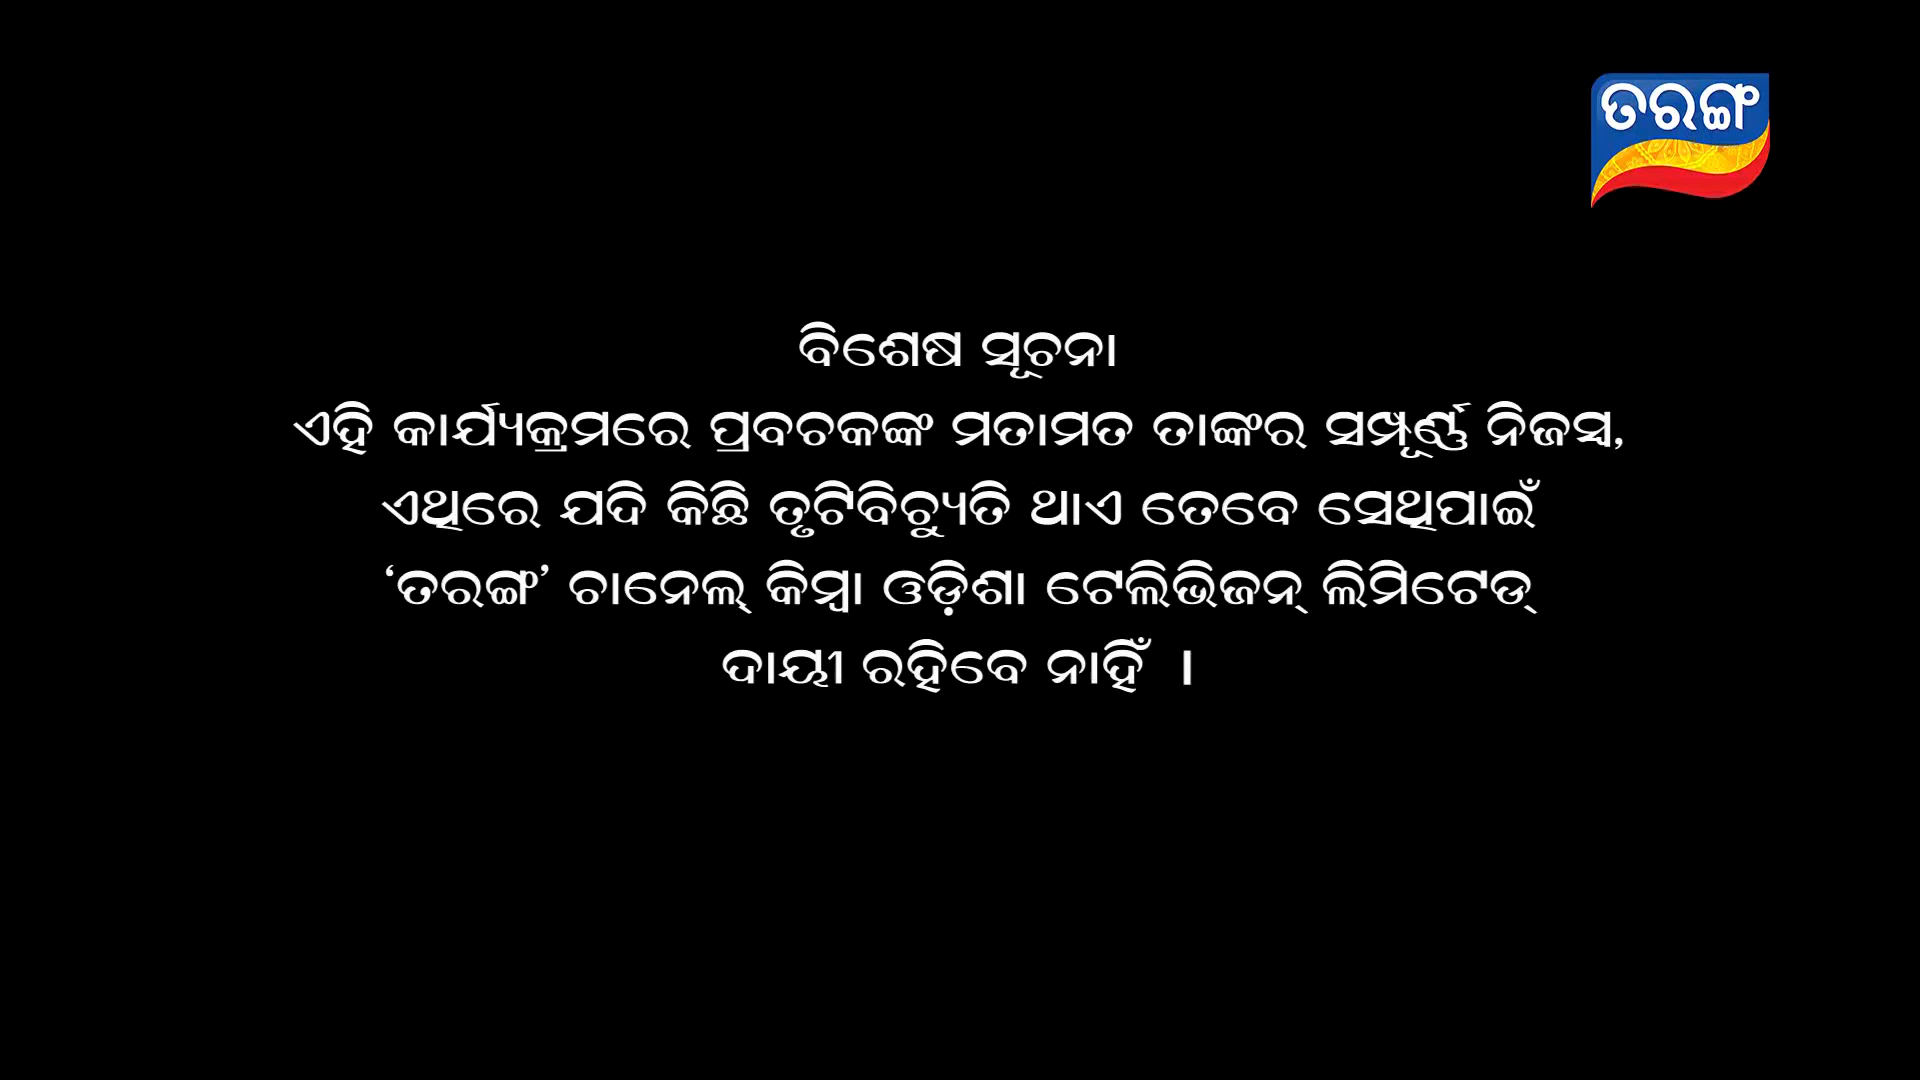 ତରଙ୍ଗ
ବିଶେଷ ସୂଚନା
ଏହି କାର୍ଯ୍ୟକ୍ରମରେ ପ୍ରବଚକଙ୍କ ମତାମତ ତାଙ୍କର ସମ୍ପୂର୍ଣ୍ଣ ନିଜସ୍ୱ,
ଏଥିରେ ଯଦି କିଛି ତୃଟିବିଚ୍ୟୁତି ଥାଏ ତେବେ ସେଥିପାଇଁ
‘ତରଙ୍ଗ’ ଚାନେଲ୍ କିମ୍ବା ଓଡ଼ିଶା ଟେଲିଭିଜନ୍ ଲିମିଟେଡ୍
ଦାୟୀ ରହିବେ ନାହିଁ ।